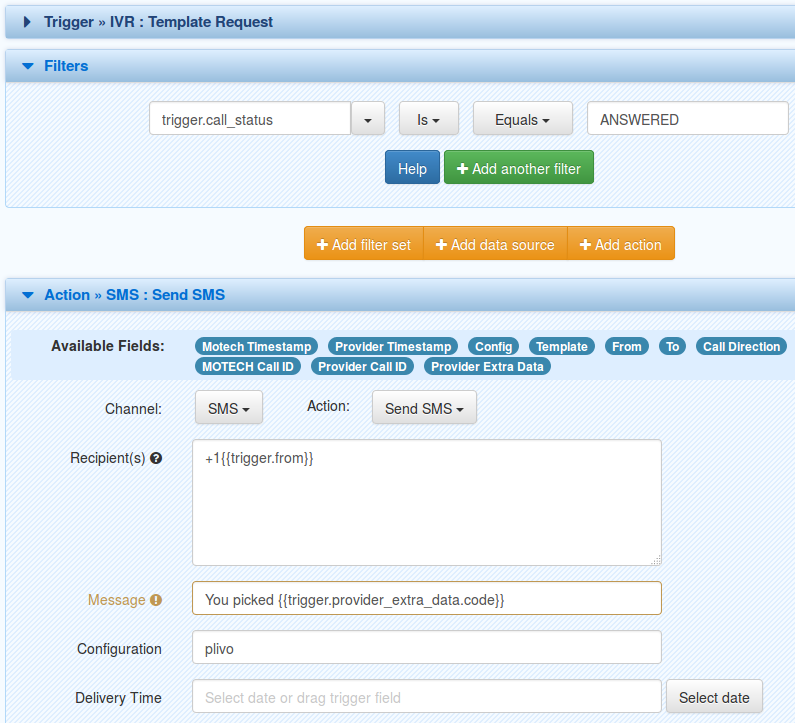 Trigger » IVR : Template Request
Filters
trigger.call_status Is Equals ANSWERED
Help + Add another filter
+ Add filter set + Add data source + Add action
Action » SMS : Send SMS
Available Fields: Motech Timestamp Provider Timestamp Config Template From To Call Direction
MOTECH Call ID Provider Call ID Provider Extra Data
Channel: SMS Action: Send SMS
Recipient(s) ? +1{{trigger.from}}
Message ! You picked {{trigger.provider_extra_data.code}}
Configuration plivo
Delivery Time Select date or drag trigger field Select date